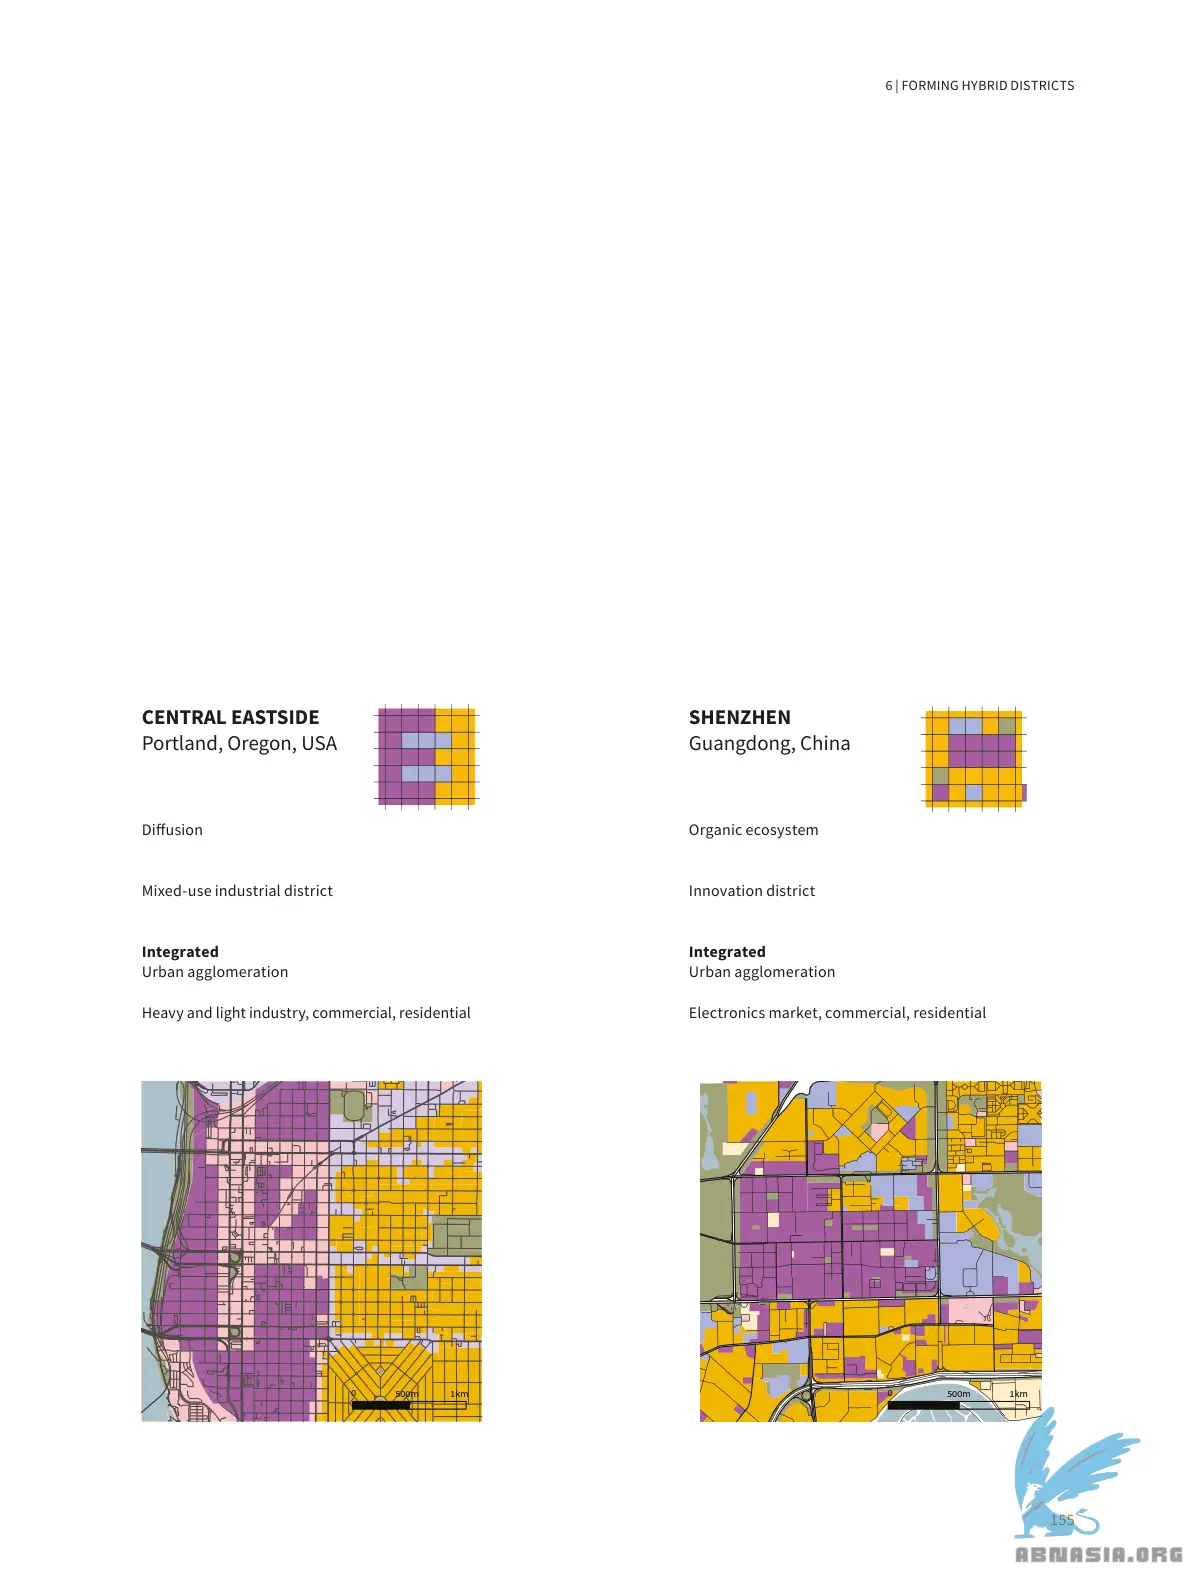 6 | FORMING HYBRID DISTRICTS
CENTRAL EASTSIDE
Portland, Oregon, USA
Diffusion
Mixed-use industrial district
Integrated
Urban agglomeration
Heavy and light industry, commercial, residential
0 500m 1km
SHENZHEN
Guangdong, China
Organic ecosystem
Innovation district
Integrated
Urban agglomeration
Electronics market, commercial, residential
0 500m 1km
155
ABNASIA.ORG